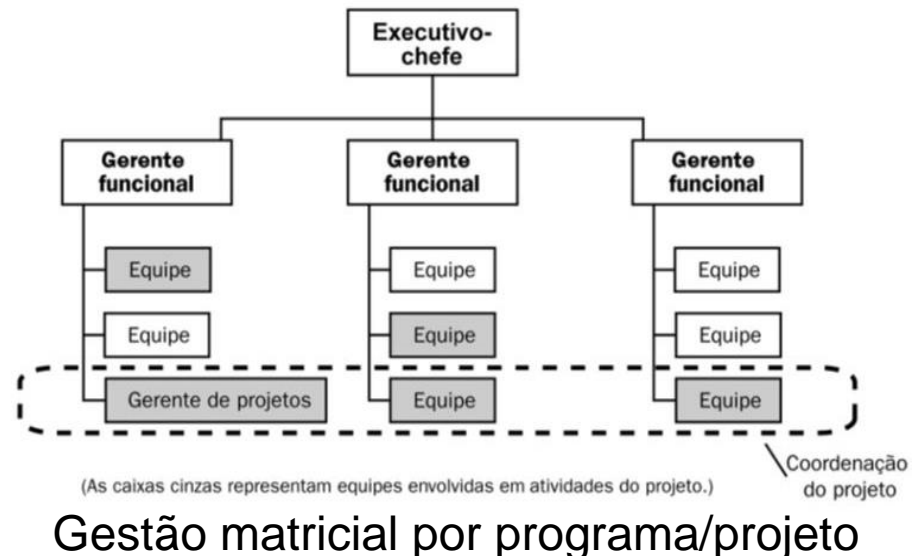 Executivo-
chefe
Gerente
funcional
Gerente
funcional
Gerente
funcional
Equipe
Equipe
Equipe
Equipe
Equipe
Equipe
Gerente de projetos
Equipe
Equipe
Coordenação
do projeto
(As caixas cinzas representam equipes envolvidas em atividades do projeto.)
Gestão matricial por programa/projeto